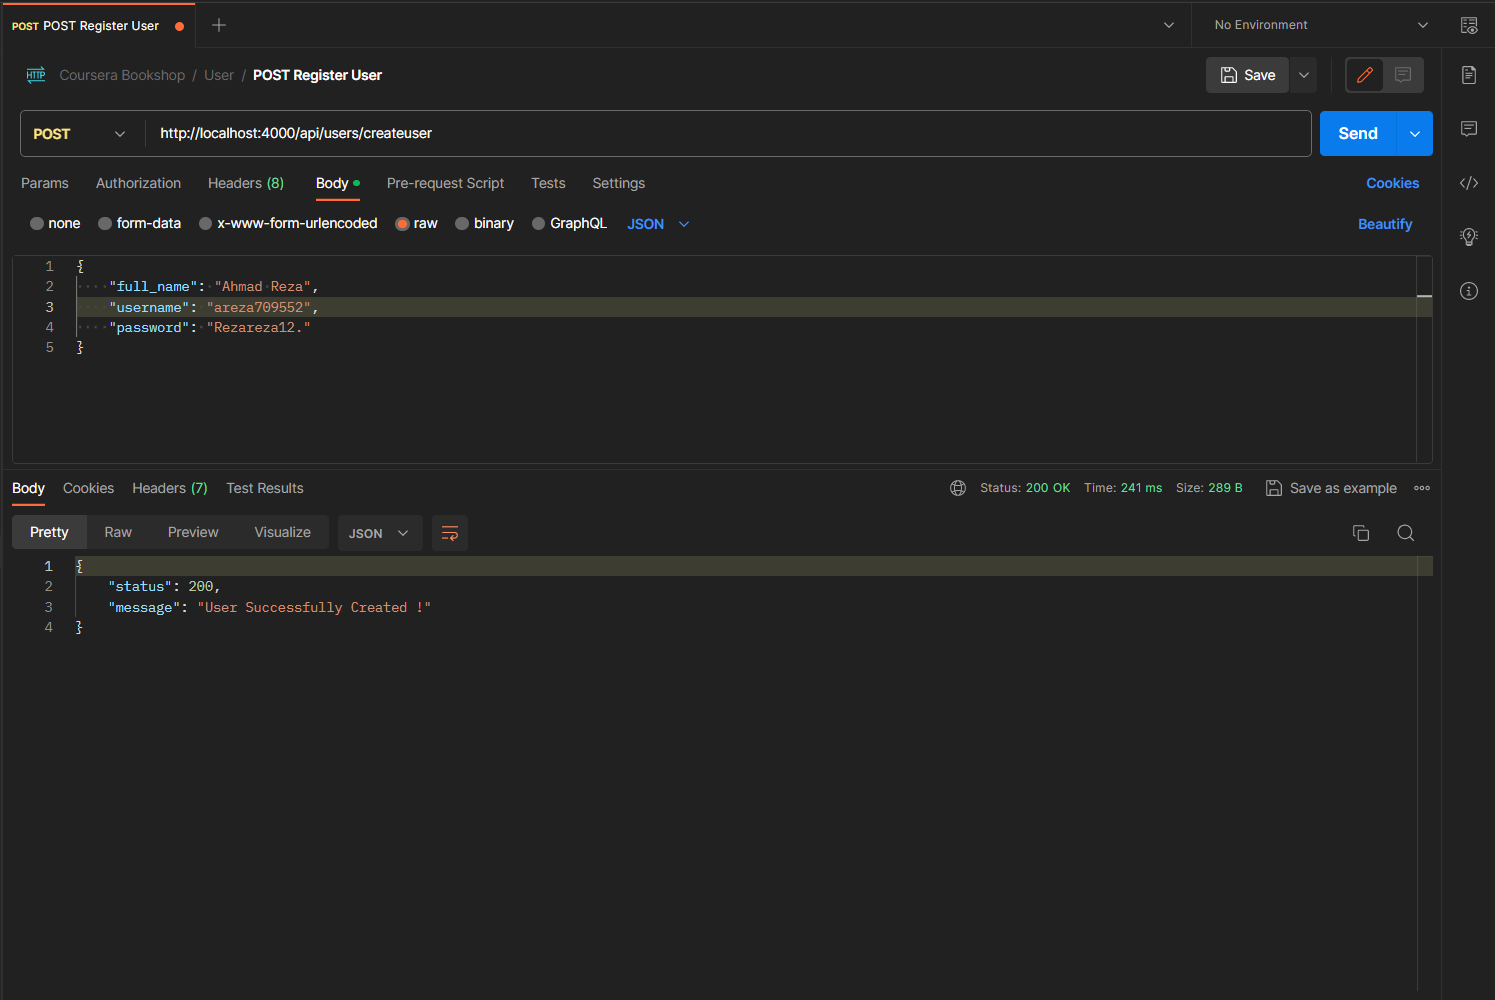 POST POST Register User
No Environment
HTTP Coursera Bookshop / User / POST Register User
Save
POST http://localhost:4000/api/users/createuser
Send
Params Authorization Headers (8) Body Pre-request Script Tests Settings Cookies
none form-data x-www-form-urlencoded raw binary GraphQL JSON Beautify
1 {
2 "full_name": "Ahmad Reza",
3 "username": "areza709552",
4 "password": "Rezareza12."
5 }
Body Cookies Headers (7) Test Results Status: 200 OK Time: 241 ms Size: 289 B Save as example
Pretty Raw Preview Visualize JSON
1 {
2 "status": 200,
3 "message": "User Successfully Created !"
4 }